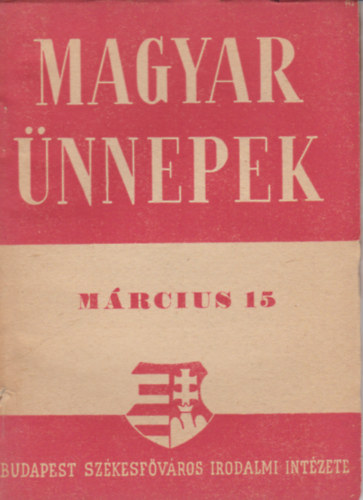 MAGYAR
ÜNNEPEK
MÁRCIUS 15
BUDAPEST SZÉKESFŐVÁROS IRODALMI INTÉZETE